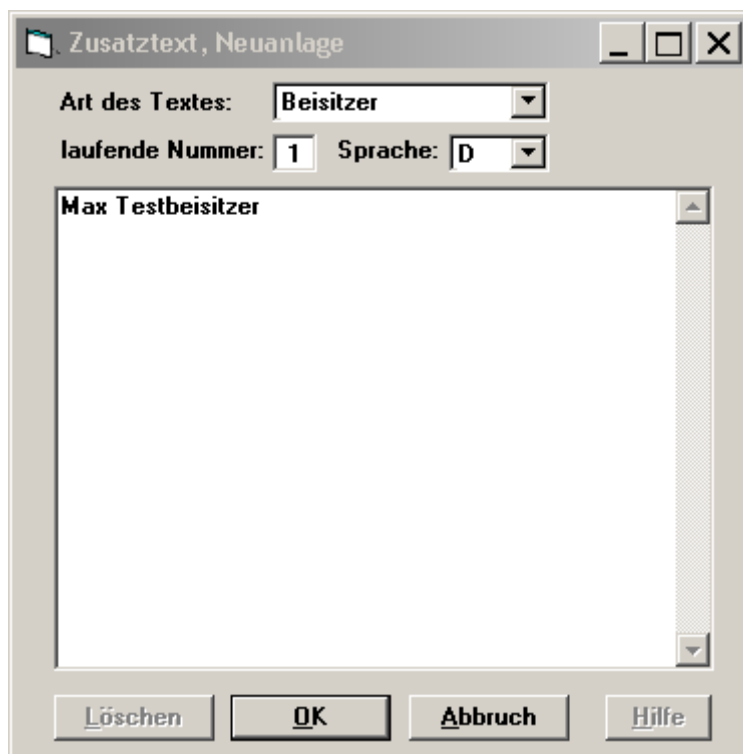 Zusatztext, Neuanlage
Art des Textes: Beisitzer
laufende Nummer: 1 Sprache: D
Max Testbeisitzer
Löschen OK Abbruch Hilfe